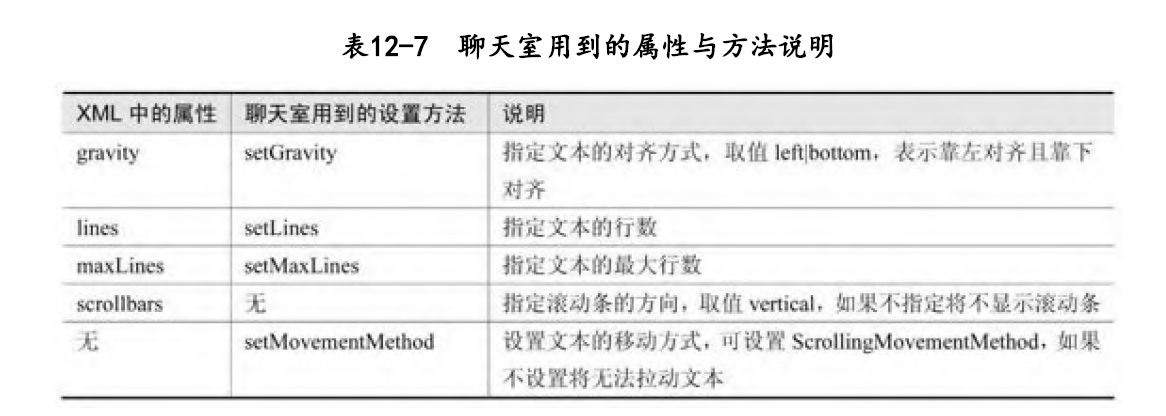 表12-7 聊天室用到的属性与方法说明
XML 中的属性 聊天室用到的设置方法 说明
gravity setGravity 指定文本的对齐方式，取值 left|bottom，表示靠左对齐且靠下
对齐
lines setLines 指定文本的行数
maxLines setMaxLines 指定文本的最大行数
scrollbars 无 指定滚动条的方向，取值 vertical，如果不指定将不显示滚动条
无 setMovementMethod 设置文本的移动方式，可设置 ScrollingMovementMethod，如果
不设置将无法拉动文本